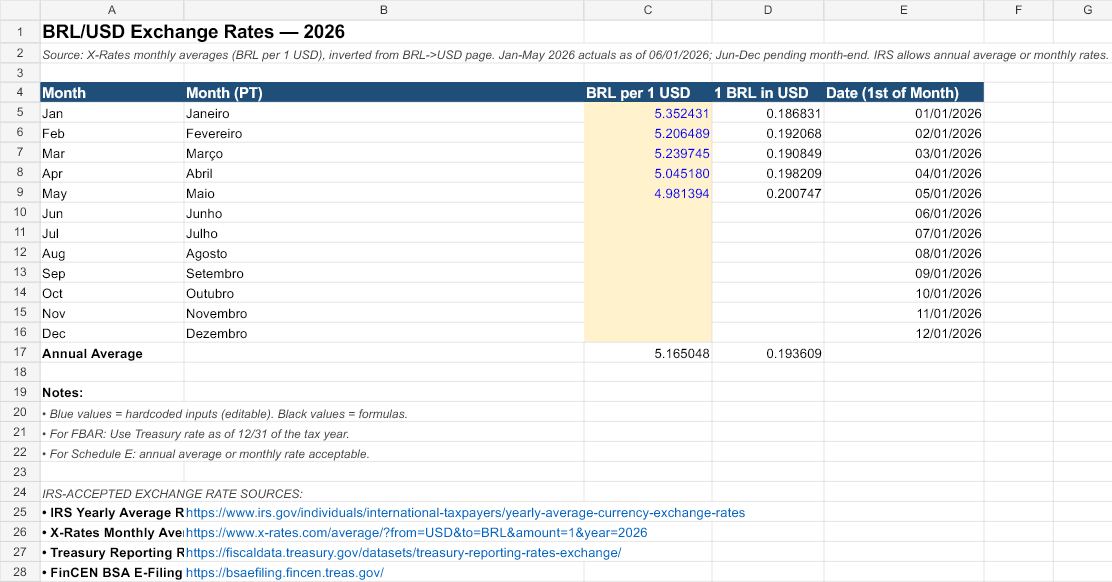 A B C D E F G
1 BRL/USD Exchange Rates — 2026
2 Source: X-Rates monthly averages (BRL per 1 USD), inverted from BRL->USD page. Jan-May 2026 actuals as of 06/01/2026; Jun-Dec pending month-end. IRS allows annual average or monthly rates.
3
4 Month Month (PT) BRL per 1 USD 1 BRL in USD Date (1st of Month)
5 Jan Janeiro 5.352431 0.186831 01/01/2026
6 Feb Fevereiro 5.206489 0.192068 02/01/2026
7 Mar Março 5.239745 0.190849 03/01/2026
8 Apr Abril 5.045180 0.198209 04/01/2026
9 May Maio 4.981394 0.200747 05/01/2026
10 Jun Junho 06/01/2026
11 Jul Julho 07/01/2026
12 Aug Agosto 08/01/2026
13 Sep Setembro 09/01/2026
14 Oct Outubro 10/01/2026
15 Nov Novembro 11/01/2026
16 Dec Dezembro 12/01/2026
17 Annual Average 5.165048 0.193609
18
19 Notes:
20 • Blue values = hardcoded inputs (editable). Black values = formulas.
21 • For FBAR: Use Treasury rate as of 12/31 of the tax year.
22 • For Schedule E: annual average or monthly rate acceptable.
23
24 IRS-ACCEPTED EXCHANGE RATE SOURCES:
25 • IRS Yearly Average R https://www.irs.gov/individuals/international-taxpayers/yearly-average-currency-exchange-rates
26 • X-Rates Monthly Ave https://www.x-rates.com/average/?from=USD&to=BRL&amount=1&year=2026
27 • Treasury Reporting R https://fiscaldata.treasury.gov/datasets/treasury-reporting-rates-exchange/
28 • FinCEN BSA E-Filing https://bsaefiling.fincen.treas.gov/